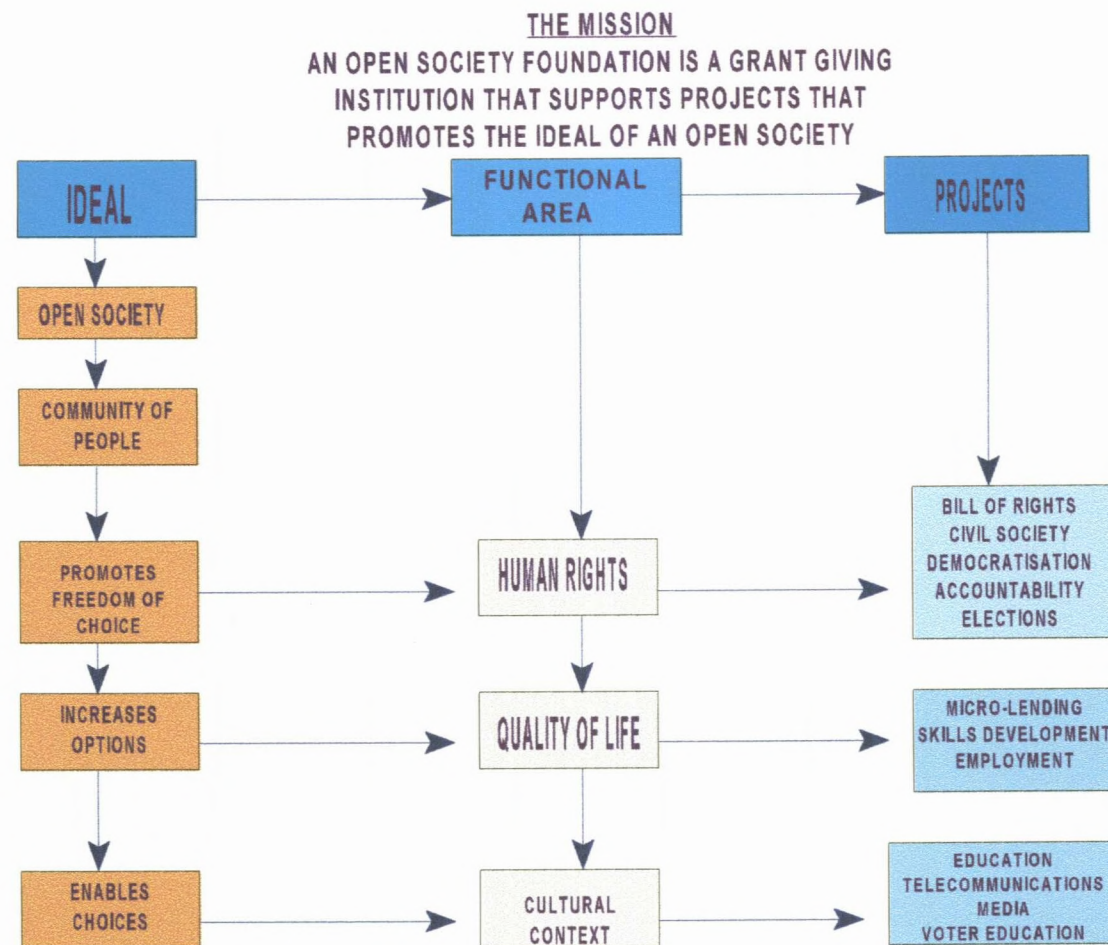 THE MISSION
AN OPEN SOCIETY FOUNDATION IS A GRANT GIVING
INSTITUTION THAT SUPPORTS PROJECTS THAT
PROMOTES THE IDEAL OF AN OPEN SOCIETY
IDEAL
FUNCTIONAL
AREA
PROJECTS
OPEN SOCIETY
COMMUNITY OF
PEOPLE
PROMOTES
FREEDOM OF
CHOICE
HUMAN RIGHTS
BILL OF RIGHTS
CIVIL SOCIETY
DEMOCRATISATION
ACCOUNTABILITY
ELECTIONS
INCREASES
OPTIONS
QUALITY OF LIFE
MICRO-LENDING
SKILLS DEVELOPMENT
EMPLOYMENT
ENABLES
CHOICES
CULTURAL
CONTEXT
EDUCATION
TELECOMMUNICATIONS
MEDIA
VOTER EDUCATION